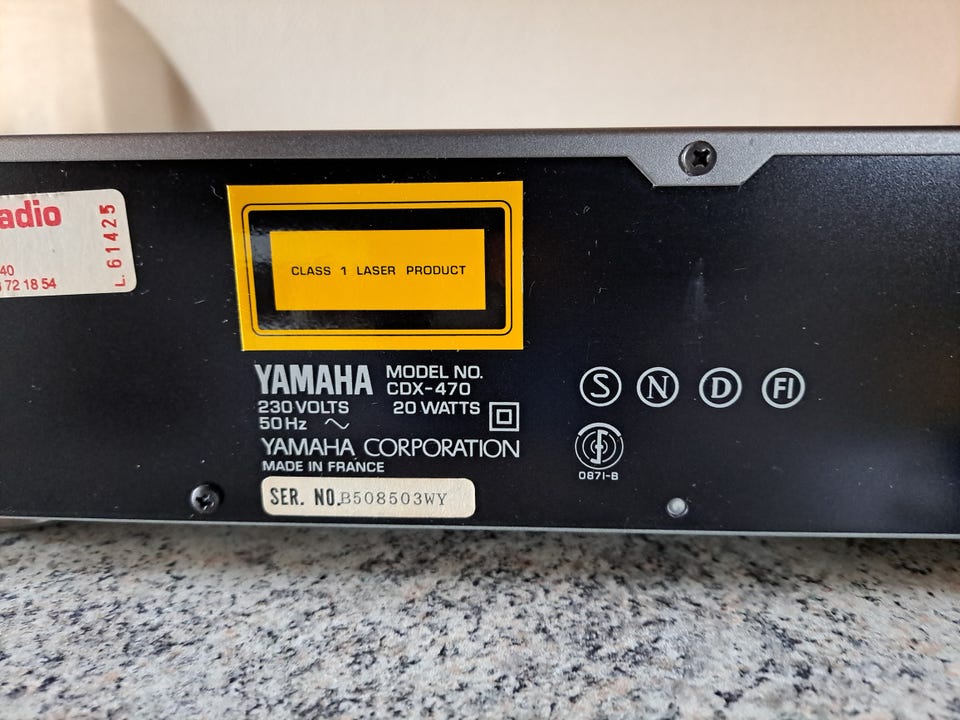 adio
40
72 18 54
L. 61425
CLASS 1 LASER PRODUCT
YAMAHA
MODEL NO.
CDX-470
230 VOLTS 20 WATTS
50 Hz
YAMAHA CORPORATION
MADE IN FRANCE
SER. NO. B508503WY
S N D FI
0871-B